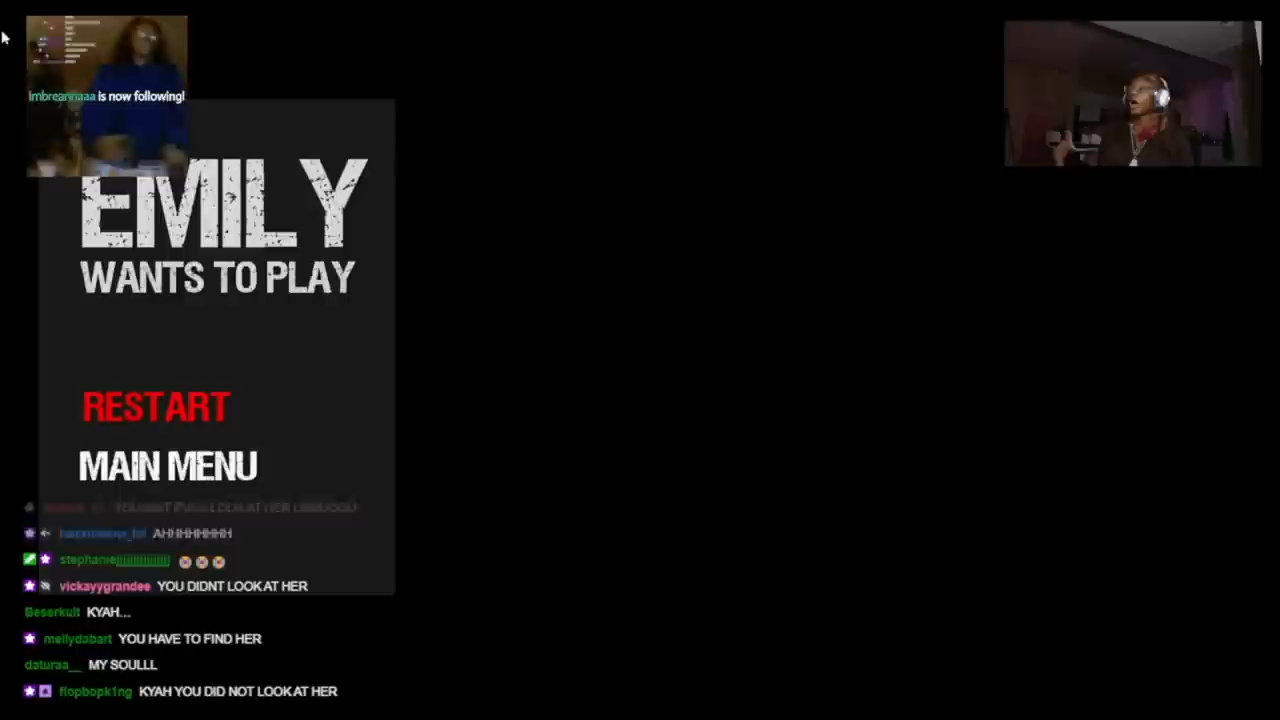 imbreannaaa is now following!
EMILY
WANTS TO PLAY
RESTART
MAIN MENU
AHHHHHHHH
vickayygrandee YOU DIDNT LOOK AT HER
Beserkult KYAH...
mellydabart YOU HAVE TO FIND HER
daturaa__ MY SOULLL
flopbopk1ng KYAH YOU DID NOT LOOK AT HER